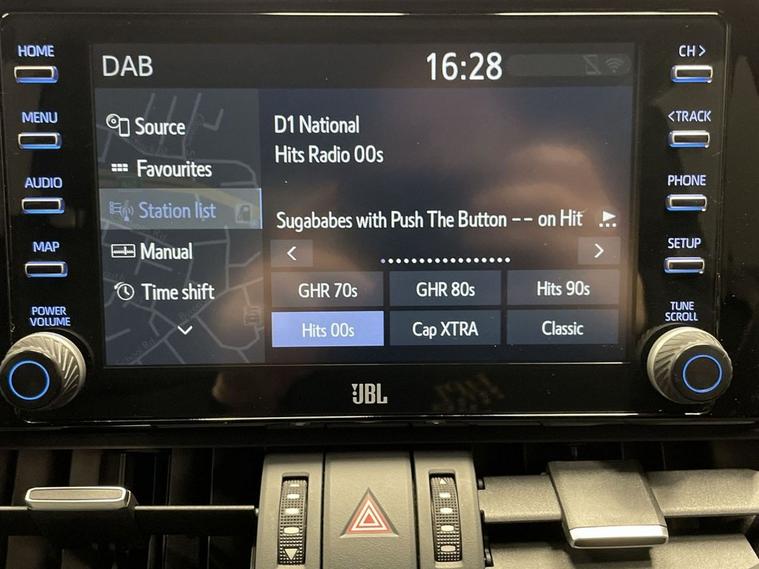 HOME
MENU
AUDIO
MAP
POWER
VOLUME
DAB
16:28
Source
Favourites
Station list
Manual
Time shift
D1 National
Hits Radio 00s
Sugababes with Push The Button -- on Hit
GHR 70s
GHR 80s
Hits 90s
Hits 00s
Cap XTRA
Classic
CH >
< TRACK
PHONE
SETUP
TUNE
SCROLL
JBL